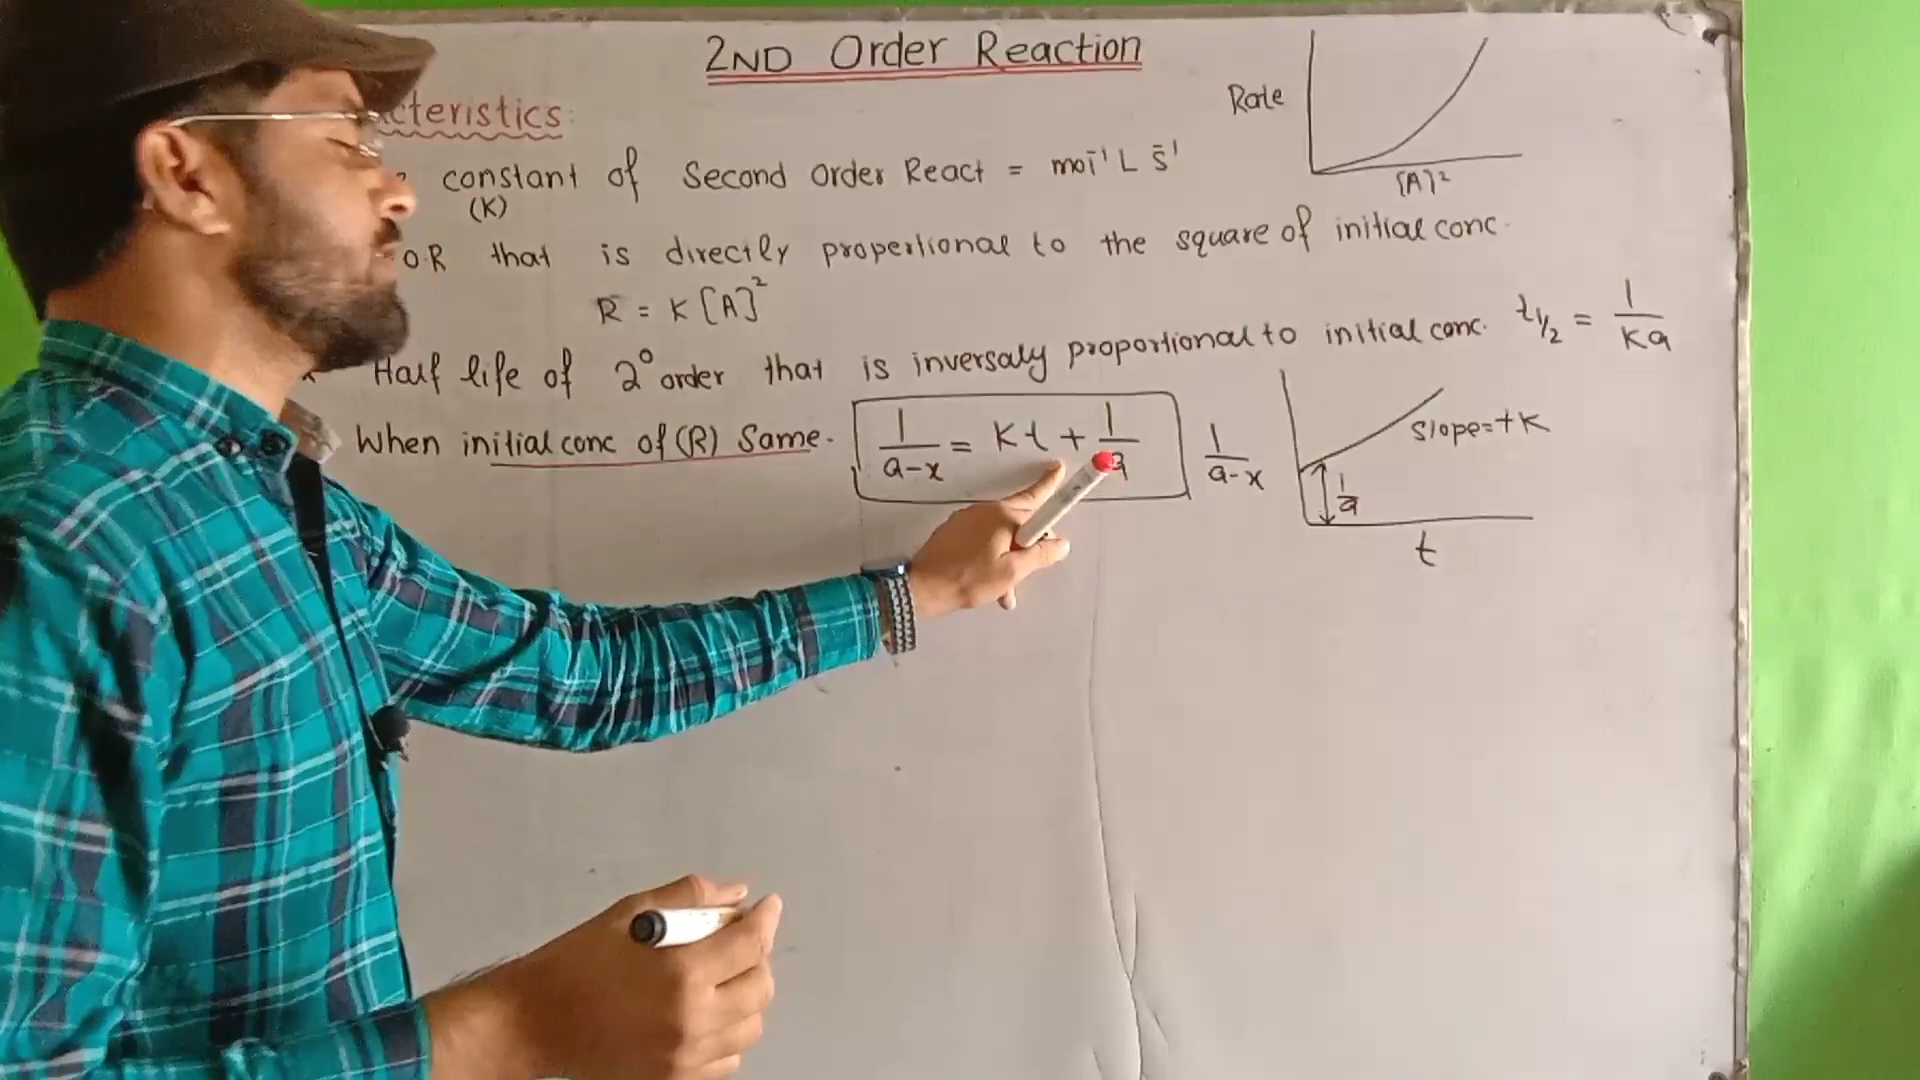 2ND Order Reaction
cteristics:
constant of Second Order React = mol⁻¹ L s⁻¹
(K)
O.R that is directly propertional to the square of initial conc.
R = K [A]²
Half life of 2° order that is inversaly proportional to initial conc. t1/2 = 1/Ka
When initial conc of (R) Same. 1/a-x = Kt + 1/a
Rate
[A]²
1/a-x
Slope=+K
1/a
t